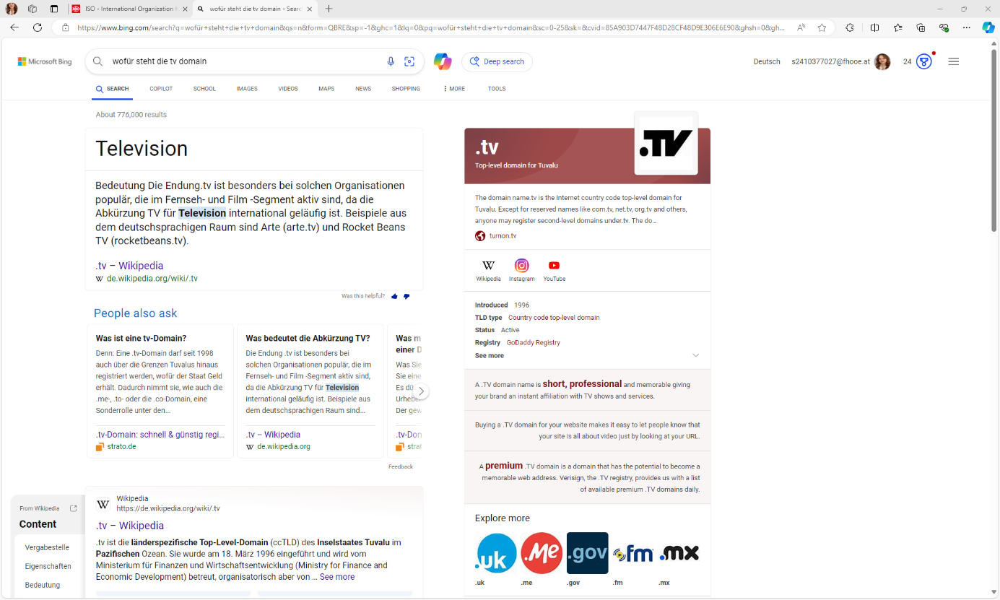 ISO - International Organization f
wofür steht die tv domain - Searc
https://www.bing.com/search?q=wofür+steht+die+tv+domain&qs=n&form=QBRE&sp=-1&ghc=1&lq=0&pq=wofür+steht+die+tv+domain&sc=0-25&sk=&cvid=85A903D7447F48D28CF48D9E306E6E90&ghsh=0&gh...
Microsoft Bing
wofür steht die tv domain
Deep search
Deutsch
s2410377027@fhooe.at
24
SEARCH
COPILOT
SCHOOL
IMAGES
VIDEOS
MAPS
NEWS
SHOPPING
MORE
TOOLS
About 776,000 results
Television
Bedeutung Die Endung.tv ist besonders bei solchen Organisationen
populär, die im Fernseh- und Film -Segment aktiv sind, da die
Abkürzung TV für Television international geläufig ist. Beispiele aus
dem deutschsprachigen Raum sind Arte (arte.tv) und Rocket Beans
TV (rocketbeans.tv).
.tv – Wikipedia
W de.wikipedia.org/wiki/.tv
Was this helpful?
People also ask
Was ist eine tv-Domain?
Denn: Eine .tv-Domain darf seit 1998
auch über die Grenzen Tuvalus hinaus
registriert werden, wofür der Staat Geld
erhält. Dadurch nimmt sie, wie auch die
.me-, .to- oder die .co-Domain, eine
Sonderrolle unter den...
.tv-Domain: schnell & günstig regi...
strato.de
Was bedeutet die Abkürzung TV?
Die Endung .tv ist besonders bei
solchen Organisationen populär, die im
Fernseh- und Film -Segment aktiv sind,
da die Abkürzung TV für Television
international geläufig ist. Beispiele aus
dem deutschsprachigen Raum sind...
.tv – Wikipedia
W de.wikipedia.org
Was m
einer D
Was Sie
Sie eine
Es dü
Urhebe
Der gew
.tv-Don
strat
Feedback
W
Wikipedia
https://de.wikipedia.org/wiki/.tv
.tv – Wikipedia
.tv ist die länderspezifische Top-Level-Domain (ccTLD) des Inselstaates Tuvalu im
Pazifischen Ozean. Sie wurde am 18. März 1996 eingeführt und wird vom
Ministerium für Finanzen und Wirtschaftsentwicklung (Ministry for Finance and
Economic Development) betreut, organisatorisch aber von ... See more
From Wikipedia
Content
Vergabestelle
Eigenschaften
Bedeutung
.tv
Top-level domain for Tuvalu
.TV
The domain name.tv is the Internet country code top-level domain for
Tuvalu. Except for reserved names like com.tv, net.tv, org.tv and others,
anyone may register second-level domains under.tv. The do...
turnon.tv
W
Wikipedia
Instagram
YouTube
Introduced 1996
TLD type Country code top-level domain
Status Active
Registry GoDaddy Registry
See more
A .TV domain name is short, professional and memorable giving
your brand an instant affiliation with TV shows and services.
Buying a .TV domain for your website makes it easy to let people know that
your site is all about video just by looking at your URL.
A premium .TV domain is a domain that has the potential to become a
memorable web address. Verisign, the .TV registry, provides us with a list
of available premium .TV domains daily.
Explore more
.uk
.Me
.gov
.fm
.mx
.uk
.me
.gov
.fm
.mx